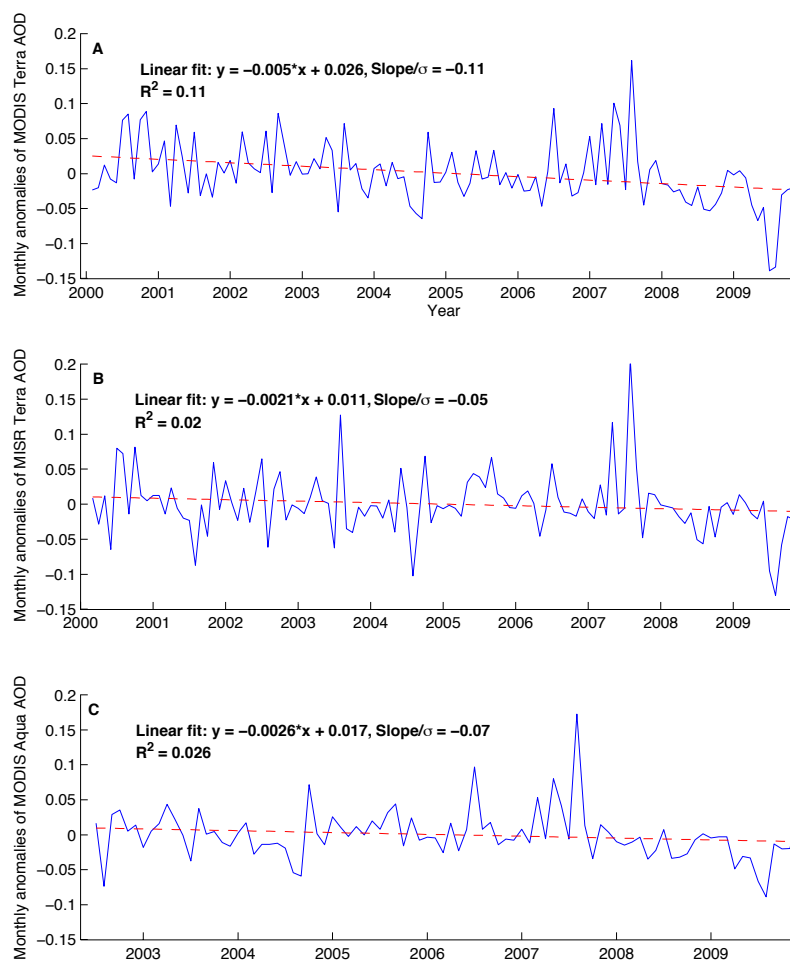 A
Monthly anomalies of MODIS Terra AOD
Linear fit: y = −0.005*x + 0.026, Slope/σ = −0.11
R² = 0.11
0.2
0.15
0.1
0.05
0
−0.05
−0.1
−0.15
2000 2001 2002 2003 2004 2005 2006 2007 2008 2009
Year
B
Monthly anomalies of MISR Terra AOD
Linear fit: y = −0.0021*x + 0.011, Slope/σ = −0.05
R² = 0.02
0.2
0.15
0.1
0.05
0
−0.05
−0.1
−0.15
2000 2001 2002 2003 2004 2005 2006 2007 2008 2009
C
Monthly anomalies of MODIS Aqua AOD
Linear fit: y = −0.0026*x + 0.017, Slope/σ = −0.07
R² = 0.026
0.2
0.15
0.1
0.05
0
−0.05
−0.1
−0.15
2003 2004 2005 2006 2007 2008 2009